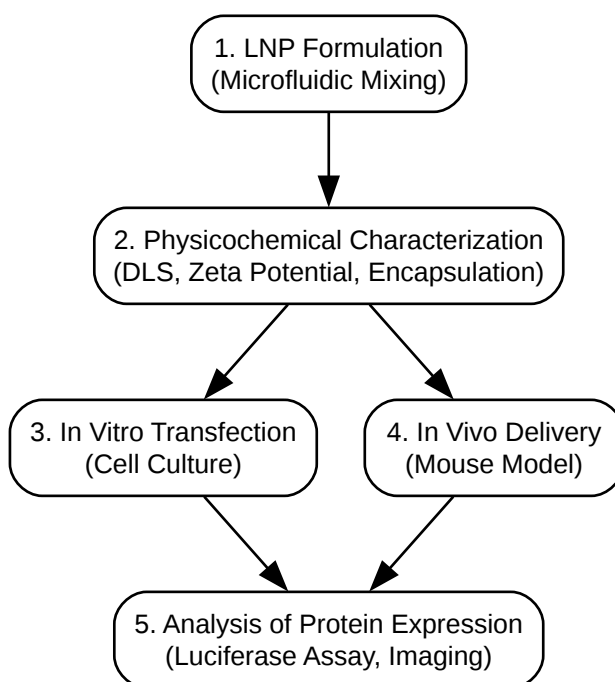 1. LNP Formulation
(Microfluidic Mixing)
2. Physicochemical Characterization
(DLS, Zeta Potential, Encapsulation)
3. In Vitro Transfection
(Cell Culture)
4. In Vivo Delivery
(Mouse Model)
5. Analysis of Protein Expression
(Luciferase Assay, Imaging)